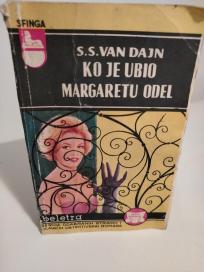 SFINGA
S.S. VAN DAJN
KO JE UBIO
MARGARETU ODEL
beletra